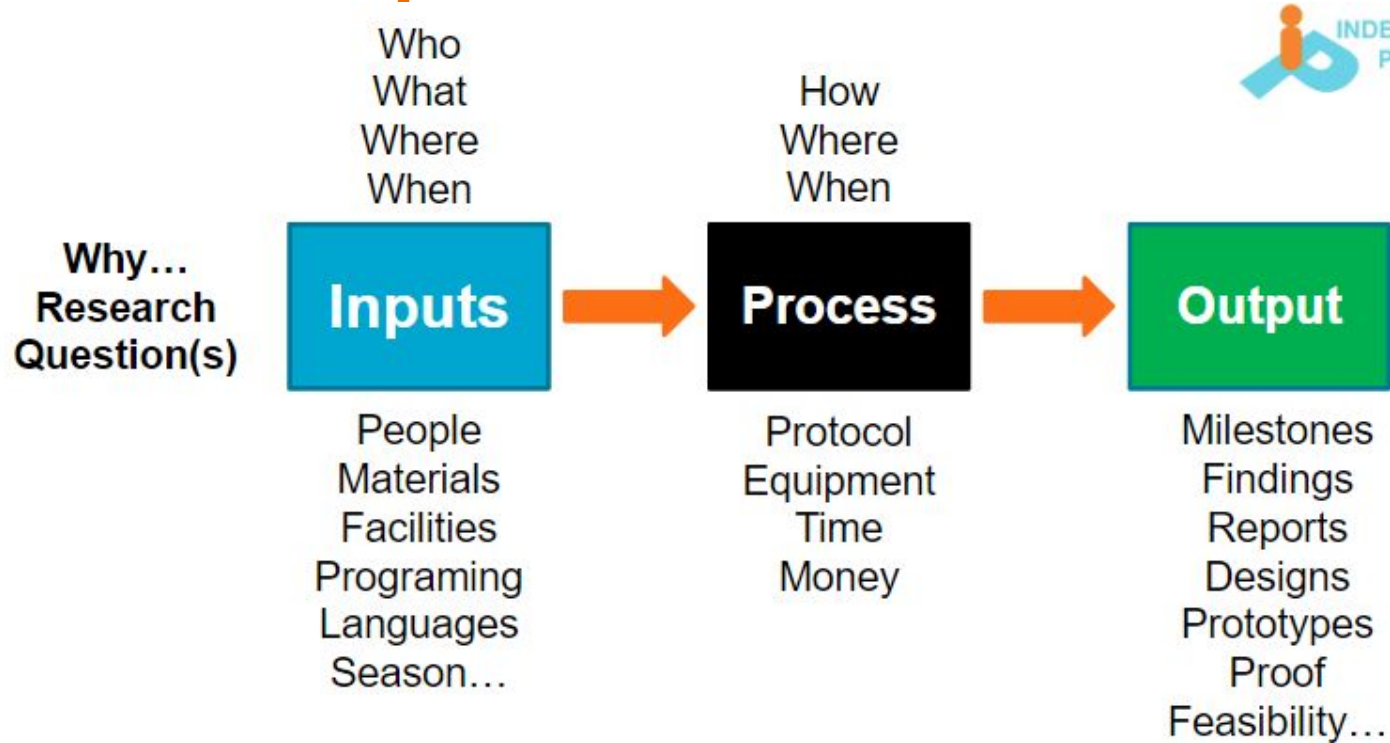 Who
What
Where
When
How
Where
When
INDE
P
Why…
Research
Question(s)
Inputs
Process
Output
People
Materials
Facilities
Programing
Languages
Season…
Protocol
Equipment
Time
Money
Milestones
Findings
Reports
Designs
Prototypes
Proof
Feasibility…